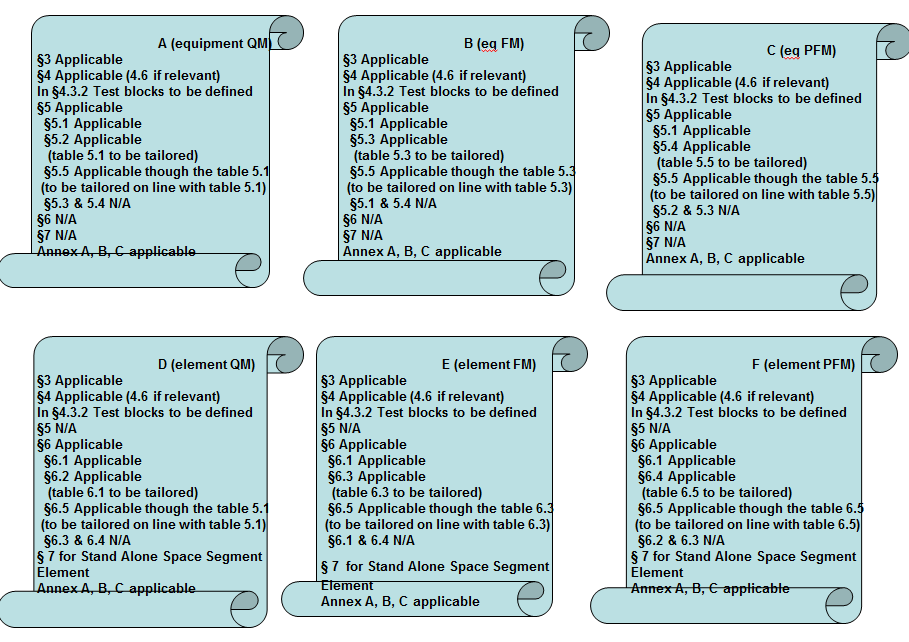 A (equipment QM)
§3 Applicable
§4 Applicable (4.6 if relevant)
In §4.3.2 Test blocks to be defined
§5 Applicable
§5.1 Applicable
§5.2 Applicable
(table 5.1 to be tailored)
§5.5 Applicable though the table 5.1
(to be tailored on line with table 5.1)
§5.3 & 5.4 N/A
§6 N/A
§7 N/A
Annex A, B, C applicable
B (eq FM)
§3 Applicable
§4 Applicable (4.6 if relevant)
In §4.3.2 Test blocks to be defined
§5 Applicable
§5.1 Applicable
§5.3 Applicable
(table 5.3 to be tailored)
§5.5 Applicable though the table 5.3
(to be tailored on line with table 5.3)
§5.1 & 5.4 N/A
§6 N/A
§7 N/A
Annex A, B, C applicable
C (eq PFM)
§3 Applicable
§4 Applicable (4.6 if relevant)
In §4.3.2 Test blocks to be defined
§5 Applicable
§5.1 Applicable
§5.4 Applicable
(table 5.5 to be tailored)
§5.5 Applicable though the table 5.5
(to be tailored on line with table 5.5)
§5.2 & 5.3 N/A
§6 N/A
§7 N/A
Annex A, B, C applicable
D (element QM)
§3 Applicable
§4 Applicable (4.6 if relevant)
In §4.3.2 Test blocks to be defined
§5 N/A
§6 Applicable
§6.1 Applicable
§6.2 Applicable
(table 6.1 to be tailored)
§6.5 Applicable though the table 5.1
(to be tailored on line with table 5.1)
§6.3 & 6.4 N/A
§ 7 for Stand Alone Space Segment
Element
Annex A, B, C applicable
E (element FM)
§3 Applicable
§4 Applicable (4.6 if relevant)
In §4.3.2 Test blocks to be defined
§5 N/A
§6 Applicable
§6.1 Applicable
§6.3 Applicable
(table 6.3 to be tailored)
§6.5 Applicable though the table 6.3
(to be tailored on line with table 6.3)
§6.1 & 6.4 N/A
§ 7 for Stand Alone Space Segment
Element
Annex A, B, C applicable
F (element PFM)
§3 Applicable
§4 Applicable (4.6 if relevant)
In §4.3.2 Test blocks to be defined
§5 N/A
§6 Applicable
§6.1 Applicable
§6.4 Applicable
(table 6.5 to be tailored)
§6.5 Applicable though the table 6.5
(to be tailored on line with table 6.5)
§6.2 & 6.3 N/A
§ 7 for Stand Alone Space Segment
Element
Annex A, B, C applicable